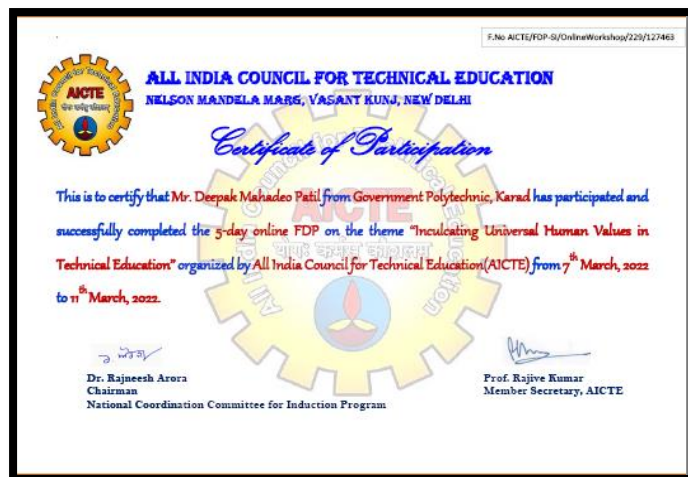 F.No AICTE/FDP-SI/OnlineWorkshop/229/127463
AICTE
ALL INDIA COUNCIL FOR TECHNICAL EDUCATION
NELSON MANDELA MARG, VASANT KUNJ, NEW DELHI
Certificate of Participation
This is to certify that Mr. Deepak Mahadeo Patil from Government Polytechnic, Karad has participated and
successfully completed the 5-day online FDP on the theme "Inculcating Universal Human Values in
Technical Education" organized by All India Council for Technical Education(AICTE) from 7th March, 2022
to 11th March, 2022.
Dr. Rajneesh Arora
Chairman
National Coordination Committee for Induction Program
Prof. Rajive Kumar
Member Secretary, AICTE